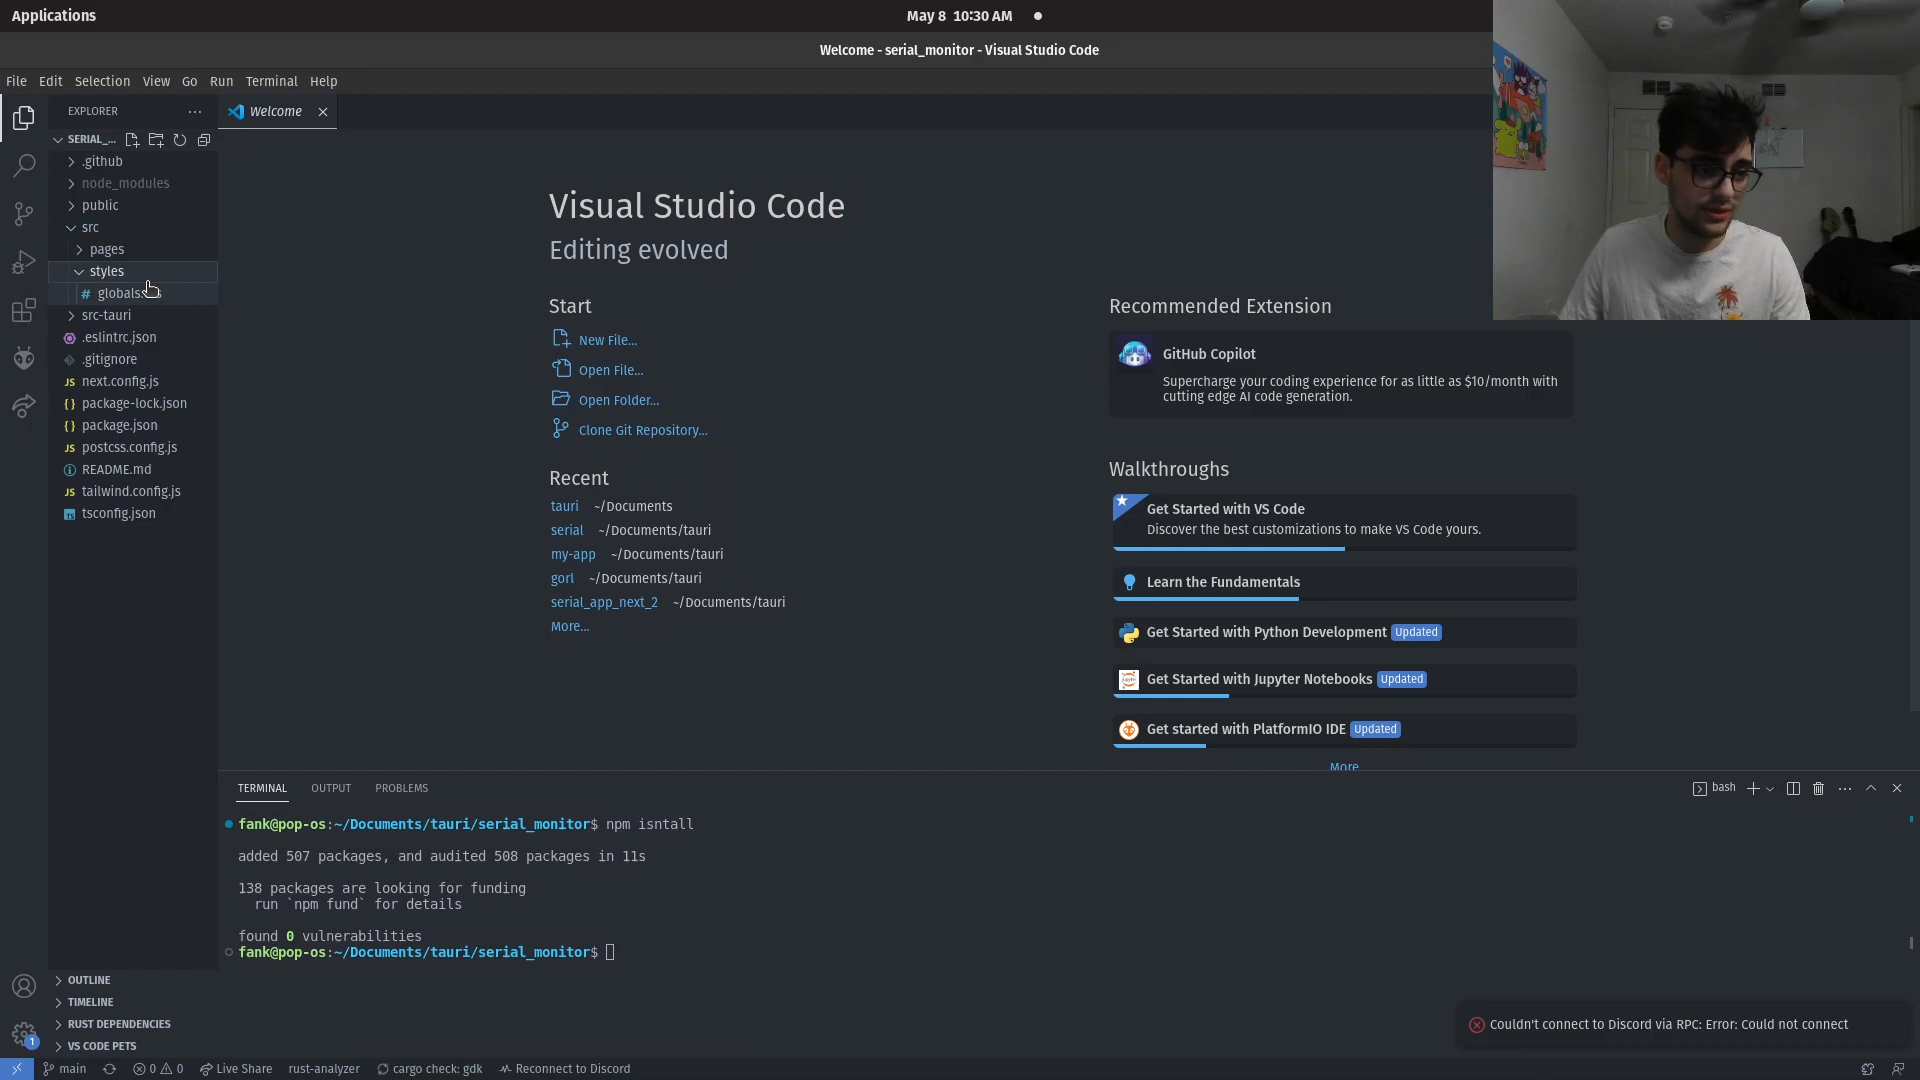 Applications
May 8 10:30 AM
Welcome - serial_monitor - Visual Studio Code
File Edit Selection View Go Run Terminal Help
EXPLORER
Welcome
SERIAL_...
.github
node_modules
public
src
pages
styles
# globals.
src-tauri
.eslintrc.json
.gitignore
JS next.config.js
{} package-lock.json
{} package.json
JS postcss.config.js
README.md
JS tailwind.config.js
TS tsconfig.json
OUTLINE
TIMELINE
RUST DEPENDENCIES
VS CODE PETS
Visual Studio Code
Editing evolved
Start
New File...
Open File...
Open Folder...
Clone Git Repository...
Recent
tauri ~/Documents
serial ~/Documents/tauri
my-app ~/Documents/tauri
gorl ~/Documents/tauri
serial_app_next_2 ~/Documents/tauri
More...
Recommended Extension
GitHub Copilot
Supercharge your coding experience for as little as $10/month with
cutting edge AI code generation.
Walkthroughs
Get Started with VS Code
Discover the best customizations to make VS Code yours.
Learn the Fundamentals
Get Started with Python Development Updated
Get Started with Jupyter Notebooks Updated
Get started with PlatformIO IDE Updated
More
TERMINAL OUTPUT PROBLEMS
bash
fank@pop-os:~/Documents/tauri/serial_monitor$ npm isntall
added 507 packages, and audited 508 packages in 11s
138 packages are looking for funding
run `npm fund` for details
found 0 vulnerabilities
fank@pop-os:~/Documents/tauri/serial_monitor$
Couldn't connect to Discord via RPC: Error: Could not connect
1
main 0 0 Live Share rust-analyzer cargo check: gdk Reconnect to Discord